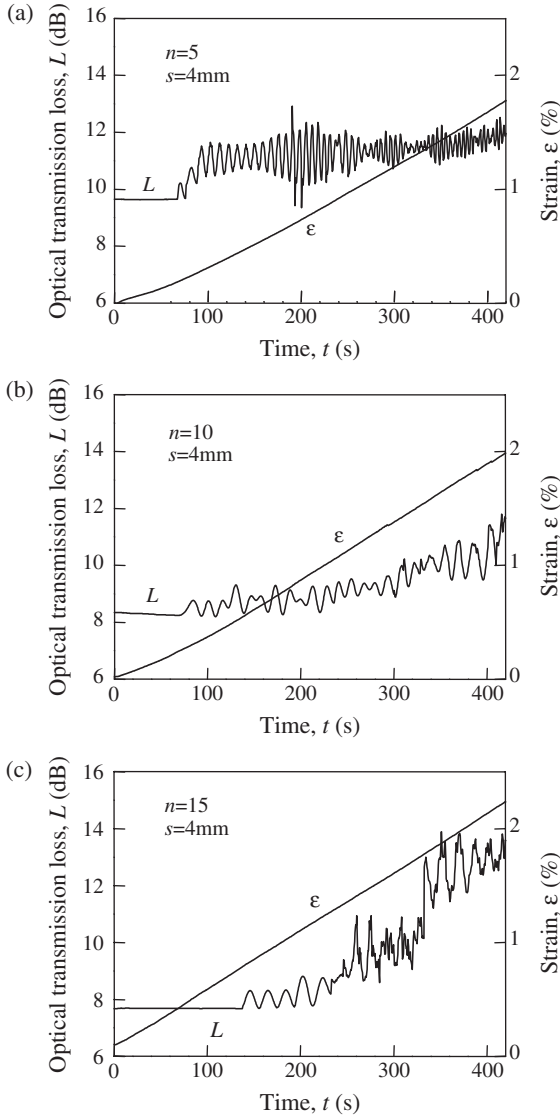 (a)
16
14
12
10
8
6
Optical transmission loss, L (dB)
n=5
s=4mm
L
ε
2
1
0
Strain, ε (%)
0 100 200 300 400
Time, t (s)
(b)
16
14
12
10
8
6
Optical transmission loss, L (dB)
n=10
s=4mm
L
ε
2
1
0
Strain, ε (%)
0 100 200 300 400
Time, t (s)
(c)
16
14
12
10
8
6
Optical transmission loss, L (dB)
n=15
s=4mm
ε
L
2
1
0
Strain, ε (%)
0 100 200 300 400
Time, t (s)